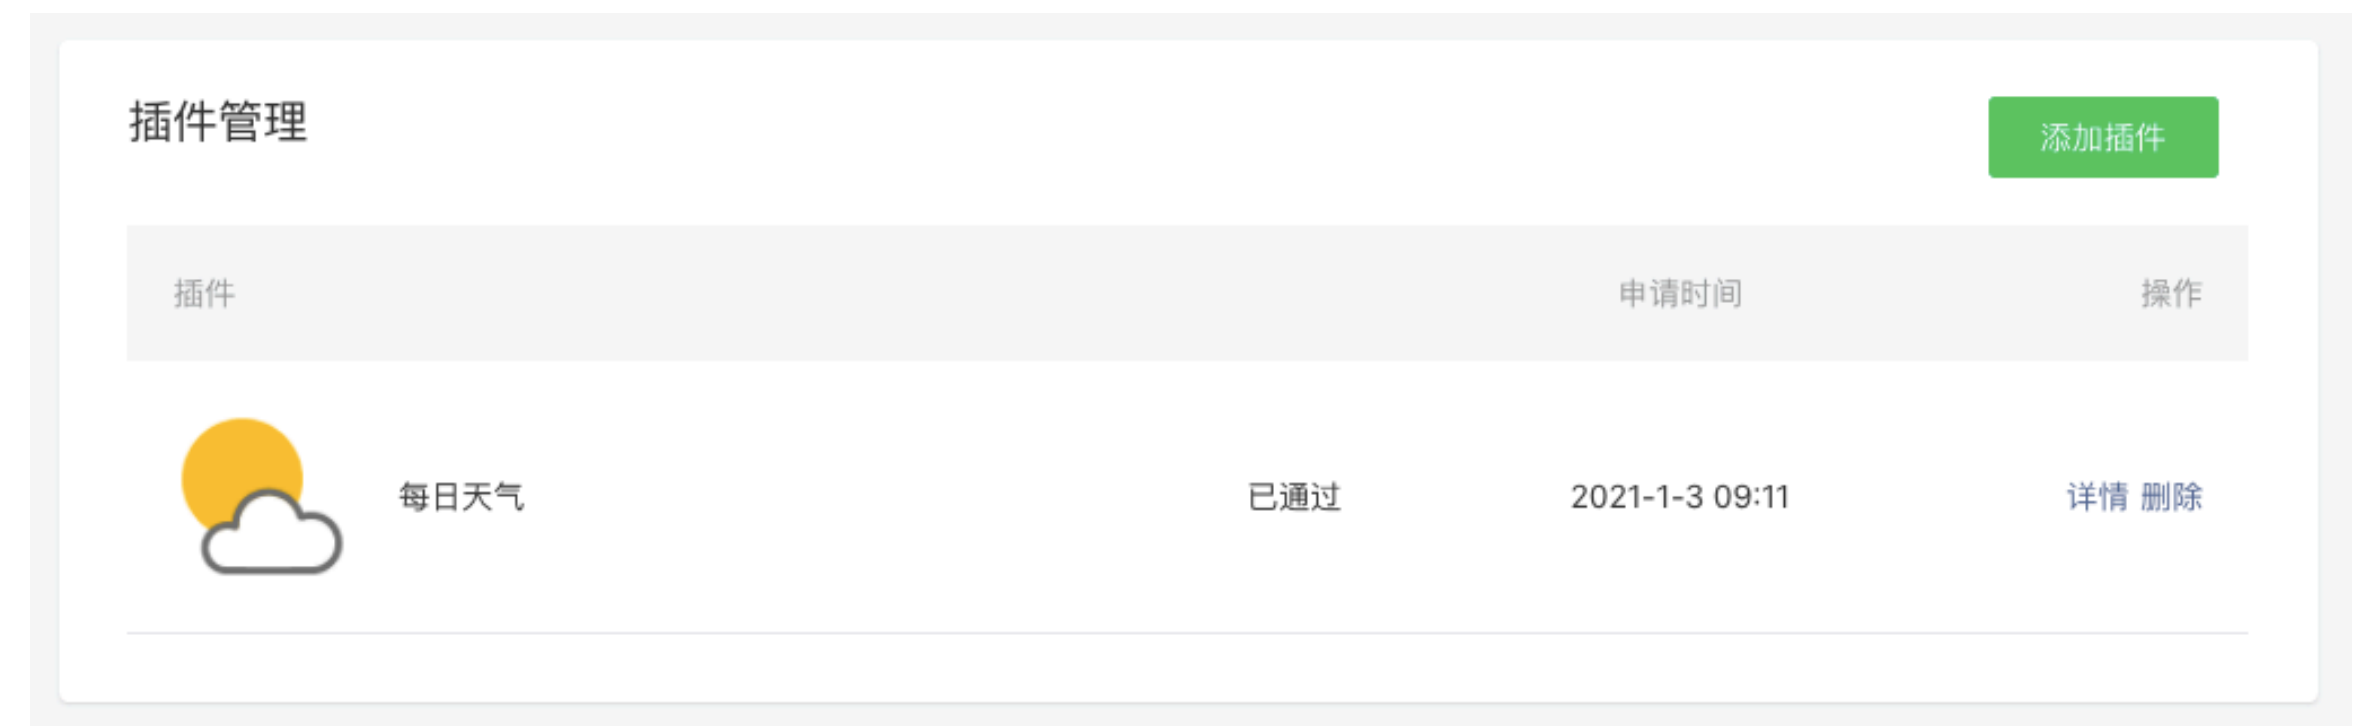 插件管理
添加插件
插件 申请时间 操作
每日天气 已通过 2021-1-3 09:11 详情 删除